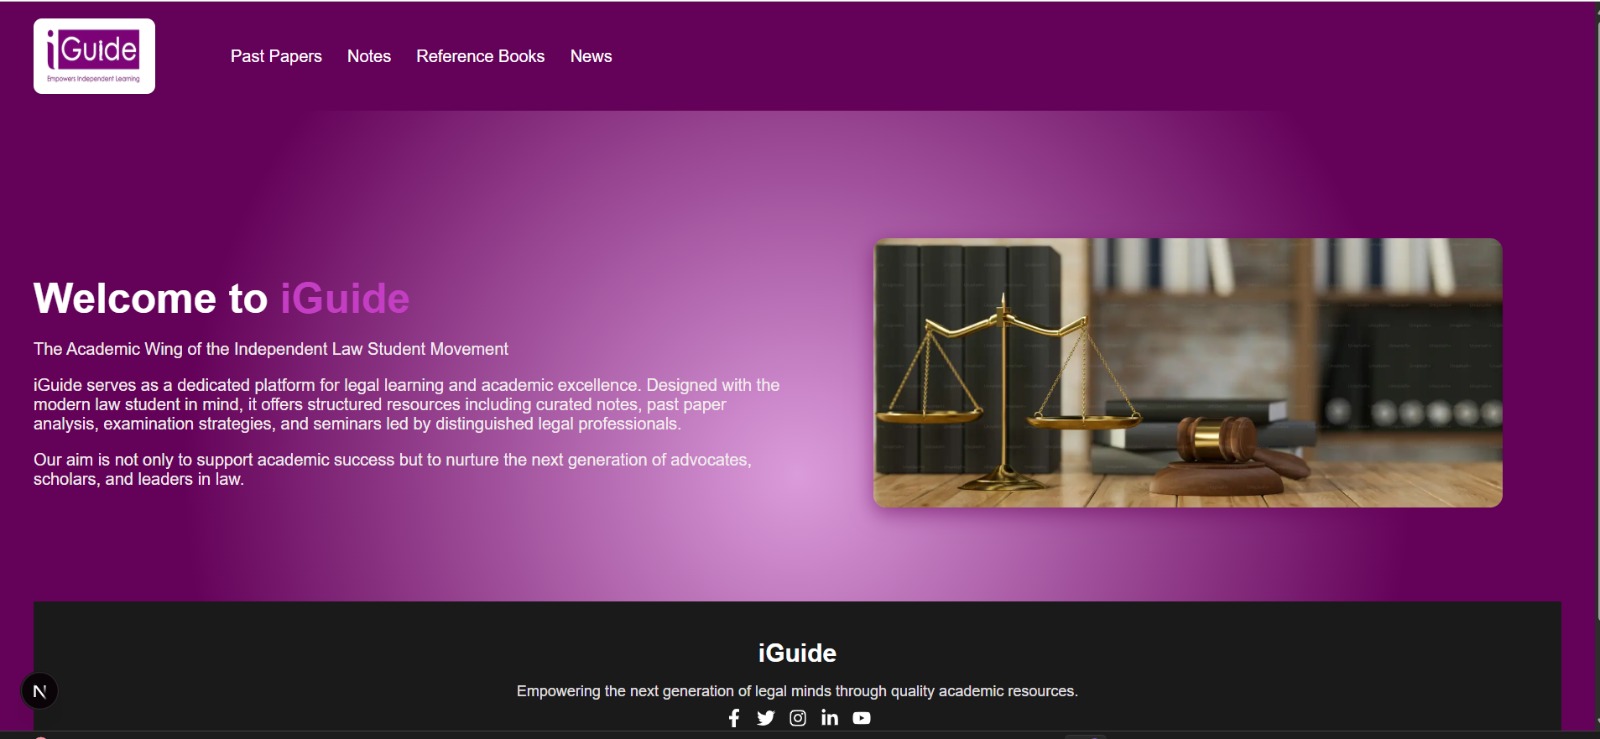 iGuide
Empowers Independent Learning
Past Papers
Notes
Reference Books
News
Welcome to iGuide
The Academic Wing of the Independent Law Student Movement
iGuide serves as a dedicated platform for legal learning and academic excellence. Designed with the
modern law student in mind, it offers structured resources including curated notes, past paper
analysis, examination strategies, and seminars led by distinguished legal professionals.
Our aim is not only to support academic success but to nurture the next generation of advocates,
scholars, and leaders in law.
iGuide
Empowering the next generation of legal minds through quality academic resources.
N